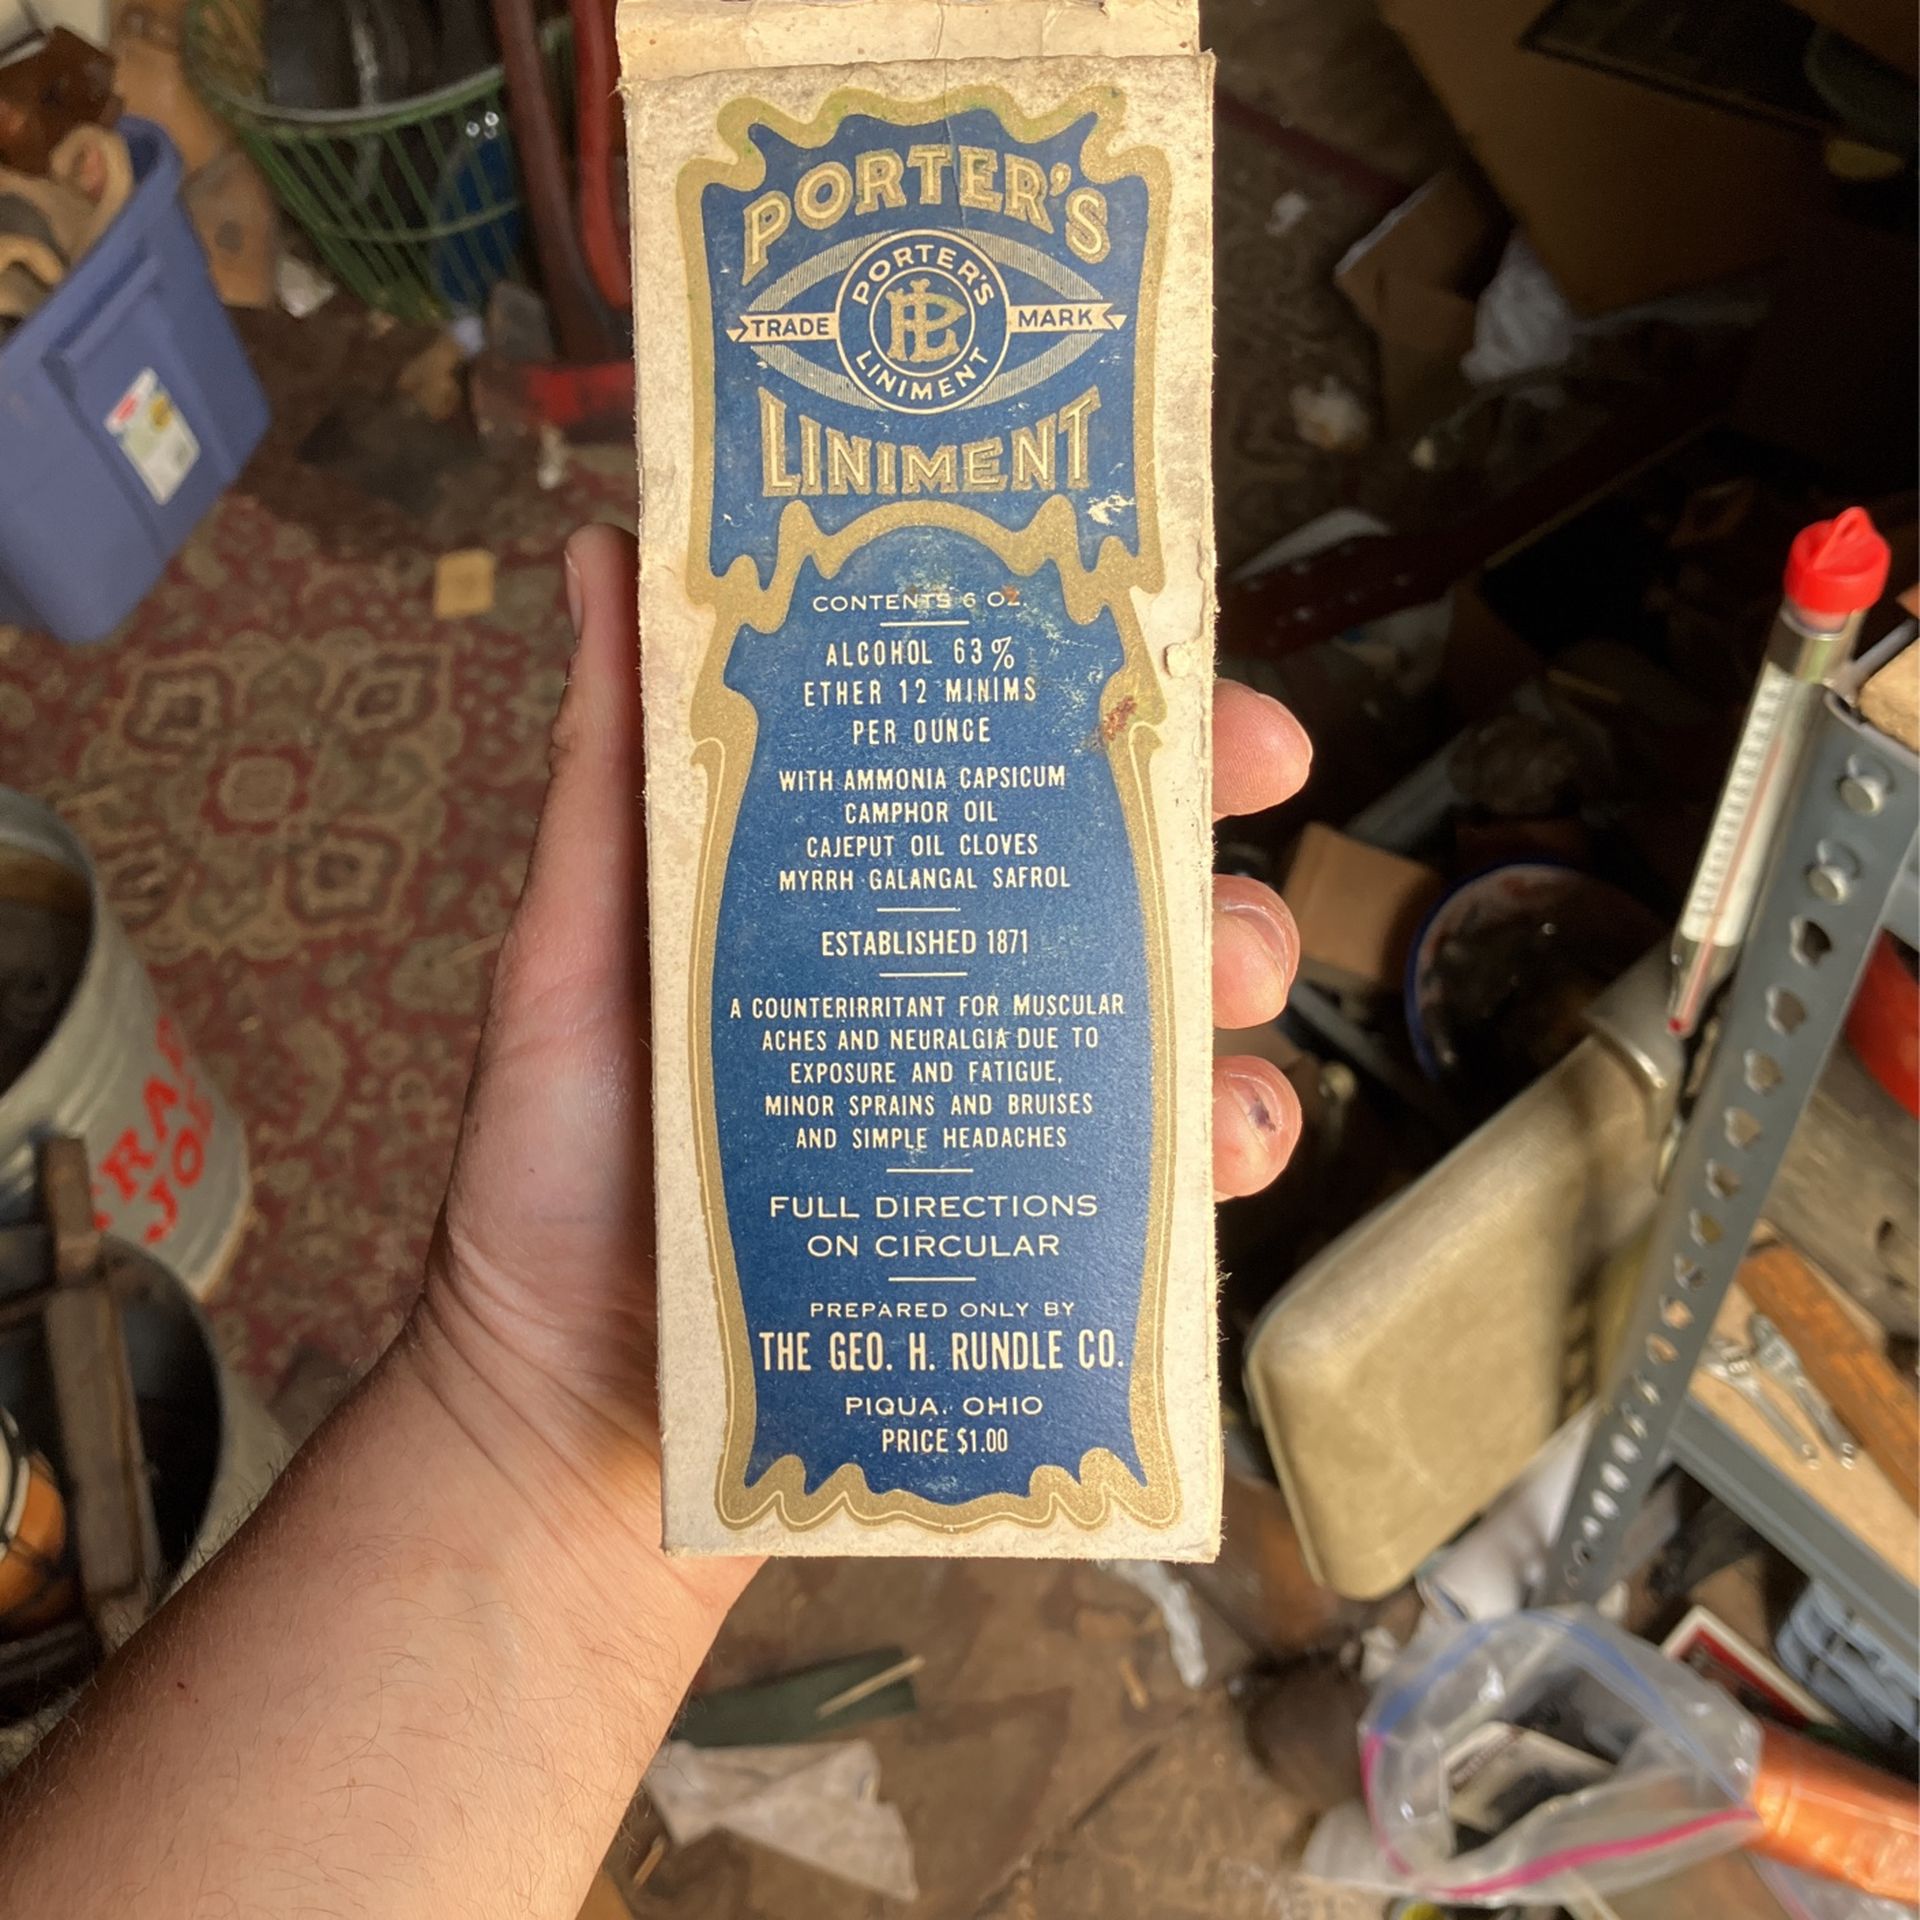 PORTER'S
PORTER'S
TRADE MARK
PL
LINIMENT
LINIMENT
CONTENTS 6 OZ.
ALCOHOL 63%
ETHER 12 MINIMS
PER OUNCE
WITH AMMONIA CAPSICUM
CAMPHOR OIL
CAJEPUT OIL CLOVES
MYRRH GALANGAL SAFROL
ESTABLISHED 1871
A COUNTERIRRITANT FOR MUSCULAR
ACHES AND NEURALGIA DUE TO
EXPOSURE AND FATIGUE,
MINOR SPRAINS AND BRUISES
AND SIMPLE HEADACHES
FULL DIRECTIONS
ON CIRCULAR
PREPARED ONLY BY
THE GEO. H. RUNDLE CO.
PIQUA, OHIO
PRICE $1.00